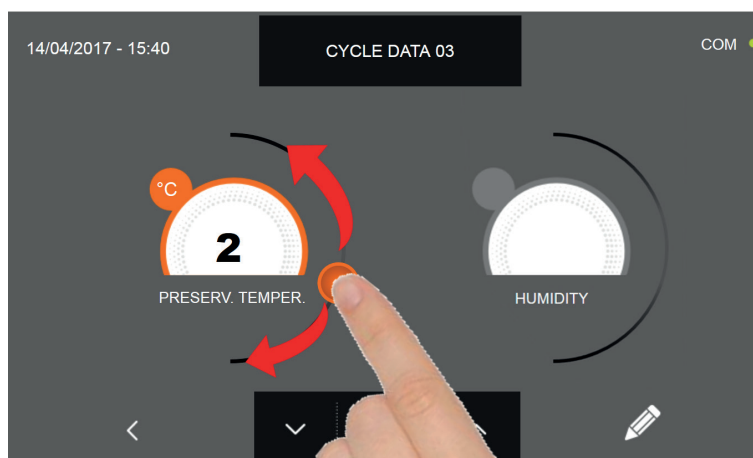 14/04/2017 - 15:40
CYCLE DATA 03
COM
°C
2
PRESERV. TEMPER.
HUMIDITY